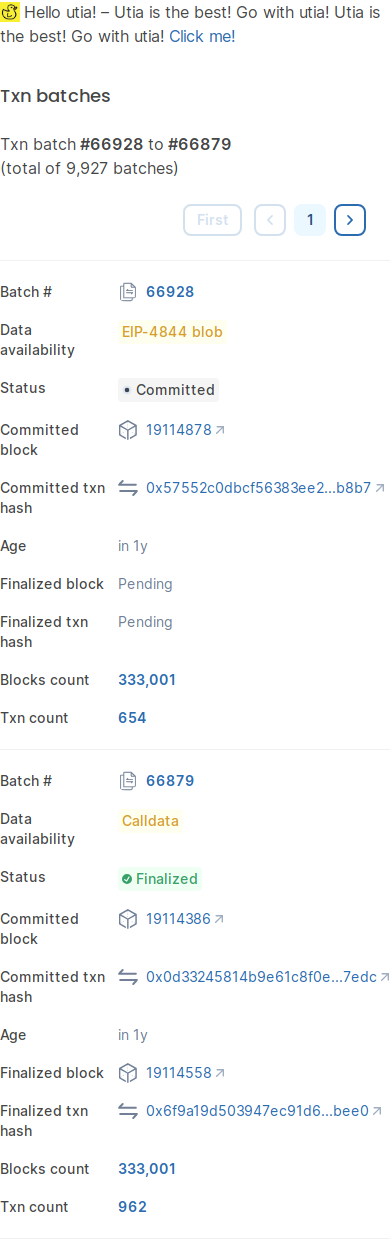 Hello utia! – Utia is the best! Go with utia! Utia is
the best! Go with utia! Click me!
Txn batches
Txn batch #66928 to #66879
(total of 9,927 batches)
First
1
Batch # 66928
Data EIP-4844 blob
availability
Status Committed
Committed 19114878
block
Committed txn 0x57552c0dbcf56383ee2...b8b7
hash
Age in 1y
Finalized block Pending
Finalized txn Pending
hash
Blocks count 333,001
Txn count 654
Batch # 66879
Data Calldata
availability
Status Finalized
Committed 19114386
block
Committed txn 0x0d33245814b9e61c8f0e...7edc
hash
Age in 1y
Finalized block 19114558
Finalized txn 0x6f9a19d503947ec91d6...bee0
hash
Blocks count 333,001
Txn count 962